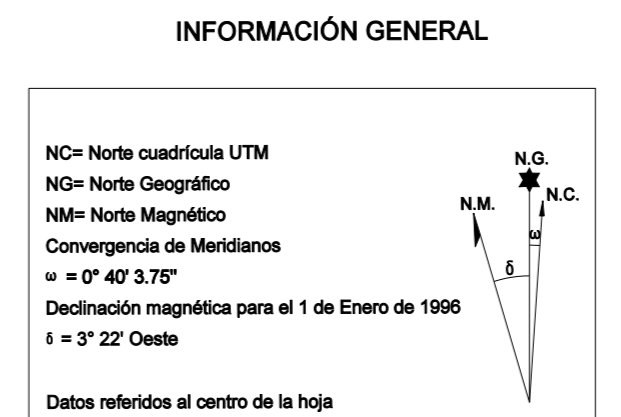 INFORMACIÓN GENERAL
NC= Norte cuadrícula UTM
NG= Norte Geográfico
NM= Norte Magnético
Convergencia de Meridianos
ω = 0° 40' 3.75"
Declinación magnética para el 1 de Enero de 1996
δ = 3° 22' Oeste
Datos referidos al centro de la hoja
N.G.
N.M.
N.C.
ω
δ